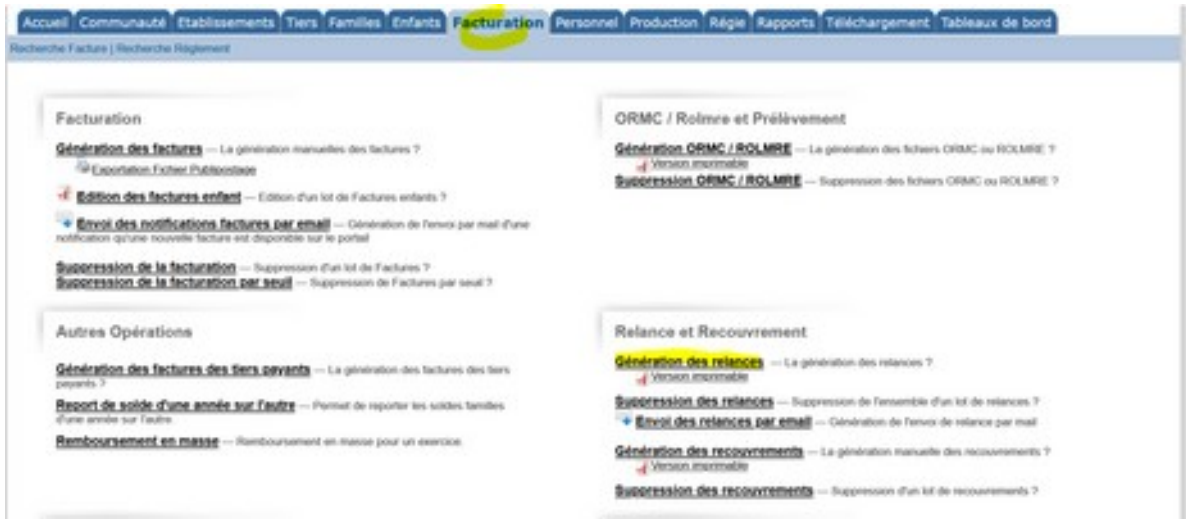 Accueil Communauté Etablissements Tiers Familles Enfants Facturation Personnel Production Régie Rapports Téléchargement Tableaux de bord
Recherche Facture | Recherche Règlement
Facturation
Génération des factures — La génération manuelles des factures ?
Exportation Fichier Publipostage
Edition des factures enfant — Edition d'un lot de Factures enfants ?
Envoi des notifications factures par email — Génération de l'envoi par mail d'une
notification qu'une nouvelle facture est disponible sur le portail
Suppression de la facturation — Suppression d'un lot de Factures ?
Suppression de la facturation par seuil — Suppression de Factures par seuil ?
Autres Opérations
Génération des factures des tiers payants — La génération des factures des tiers
payants ?
Report de solde d'une année sur l'autre — Permet de reporter les soldes familles
d'une année sur l'autre.
Remboursement en masse — Remboursement en masse pour un exercice.
ORMC / Rolmre et Prélèvement
Génération ORMC / ROLMRE — La génération des fichiers ORMC ou ROLMRE ?
Version imprimable
Suppression ORMC / ROLMRE — Suppression des fichiers ORMC ou ROLMRE ?
Relance et Recouvrement
Génération des relances — La génération des relances ?
Version imprimable
Suppression des relances — Suppression de l'ensemble d'un lot de relances ?
Envoi des relances par email — Génération de l'envoi de relance par mail
Génération des recouvrements — La génération manuelle des recouvrements ?
Version imprimable
Suppression des recouvrements — Suppression d'un lot de recouvrements ?